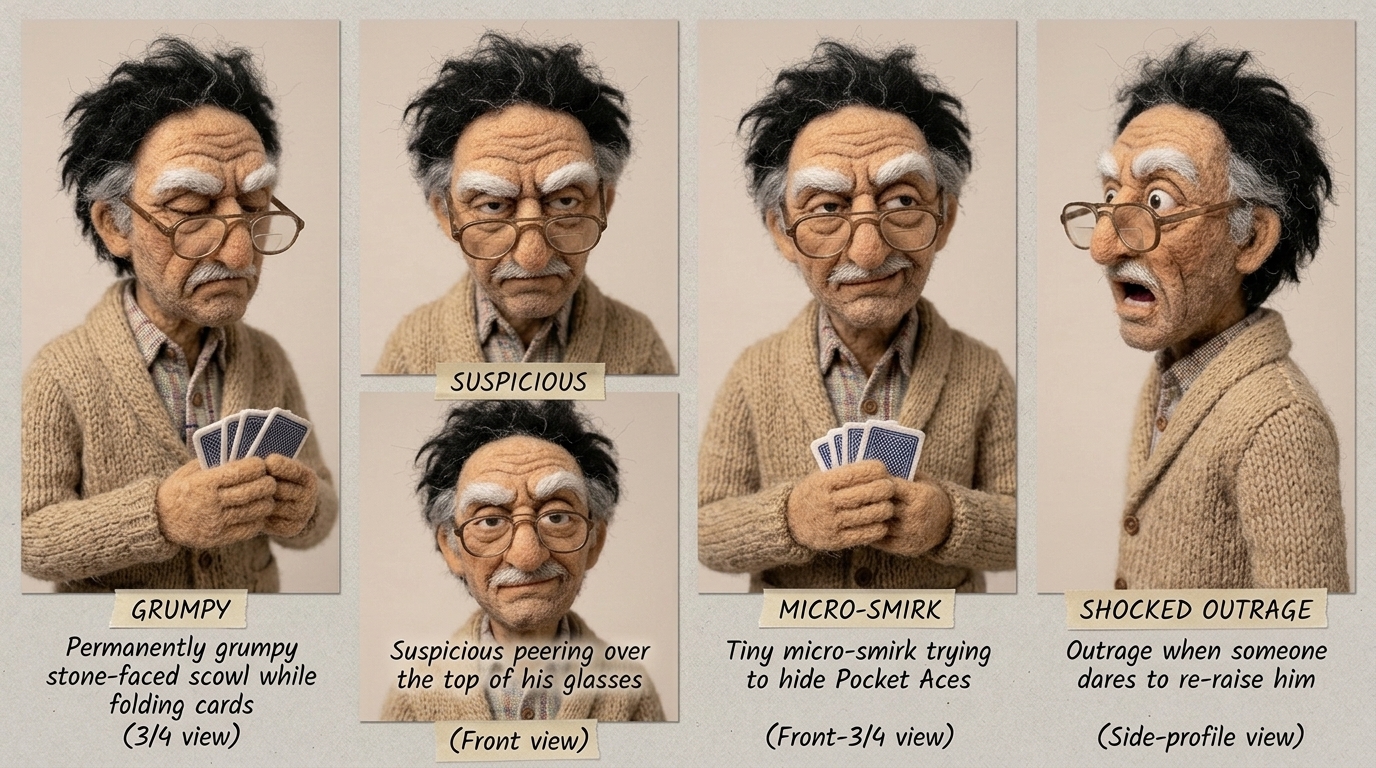 GRUMPY
Permanently grumpy
stone-faced scowl while
folding cards
(3/4 view)
SUSPICIOUS
Suspicious peering over
the top of his glasses
(Front view)
MICRO-SMIRK
Tiny micro-smirk trying
to hide Pocket Aces
(Front-3/4 view)
SHOCKED OUTRAGE
Outrage when someone
dares to re-raise him
(Side-profile view)